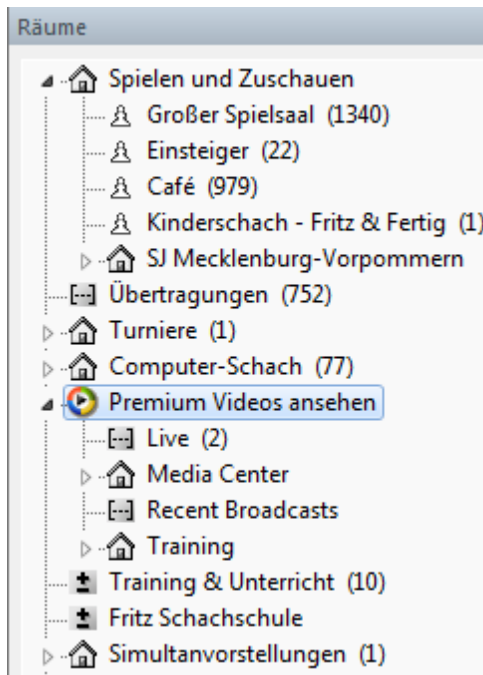 Räume
Spielen und Zuschauen
Großer Spielsaal (1340)
Einsteiger (22)
Café (979)
Kinderschach - Fritz & Fertig (1)
SJ Mecklenburg-Vorpommern
Übertragungen (752)
Turniere (1)
Computer-Schach (77)
Premium Videos ansehen
Live (2)
Media Center
Recent Broadcasts
Training
Training & Unterricht (10)
Fritz Schachschule
Simultanvorstellungen (1)